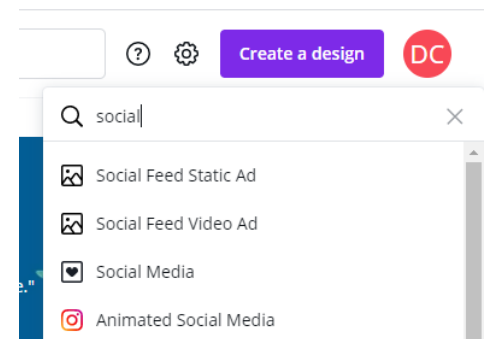 Create a design
DC
social
Social Feed Static Ad
Social Feed Video Ad
Social Media
e."
Animated Social Media